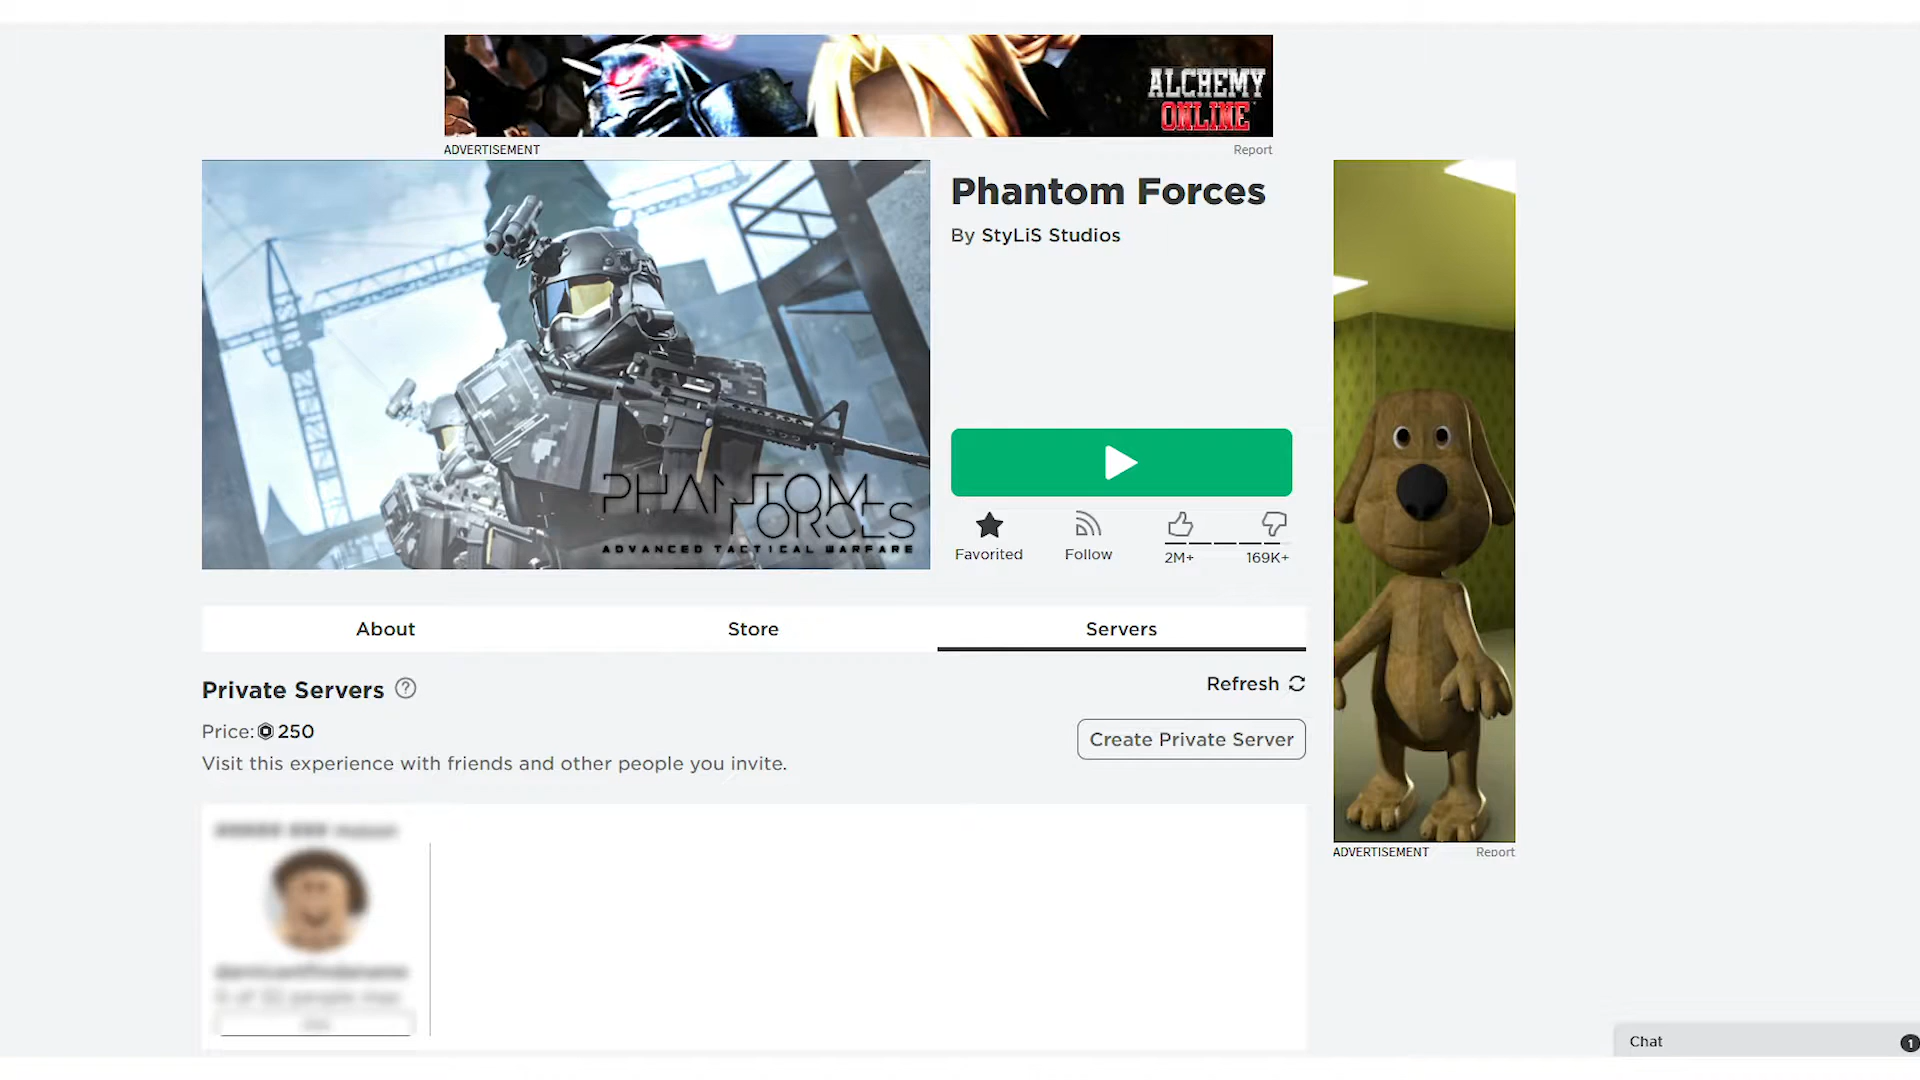 ALCHEMY
ONLINE
ADVERTISEMENT
Report
Phantom Forces
By StyLiS Studios
PHANTOM
FORCES
ADVANCED TACTICAL WARFARE
Favorited
Follow
2M+
169K+
About
Store
Servers
Private Servers ?
Refresh
Price: 250
Create Private Server
Visit this experience with friends and other people you invite.
ADVERTISEMENT
Report
Chat
1